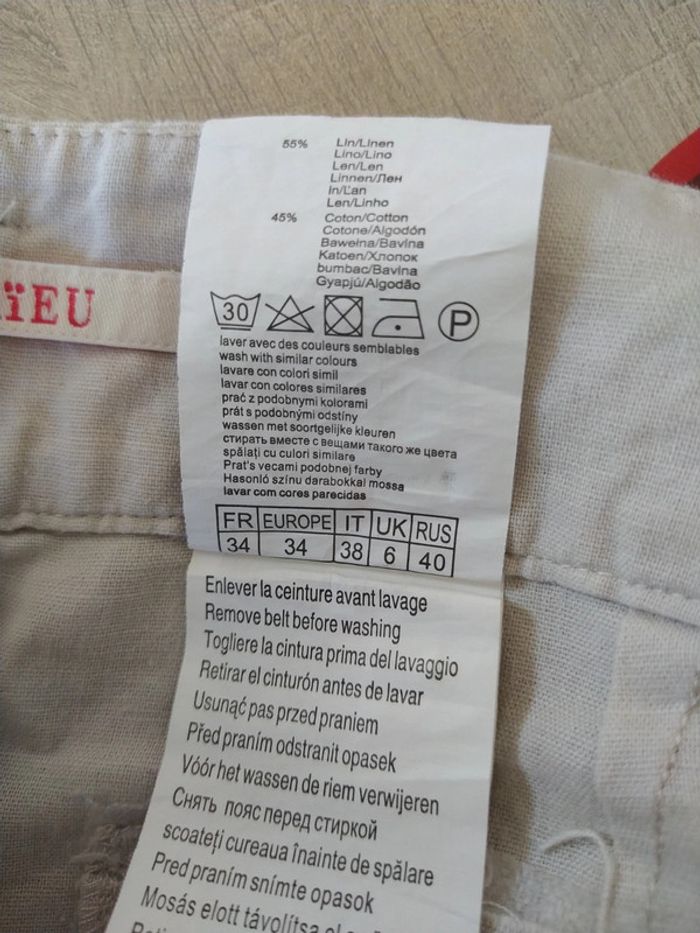 ïEU
55% Lin/Linen
Lino/Lino
Len/Len
Linnen/Лен
In/L'an
Len/Linho
45% Coton/Cotton
Cotone/Algodón
Bawełna/Bavlna
Katoen/Хлопок
bumbac/Bavlna
Gyapjú/Algodão
30 P
laver avec des couleurs semblables
wash with similar colours
lavare con colori simil
lavar con colores similares
prać z podobnymi kolorami
prát s podobnými odstíny
wassen met soortgelijke kleuren
стирать вместе с вещами такого же цвета
spălați cu culori similare
Prat's vecami podobnej farby
Hasonló színu darabokkal mossa
lavar com cores parecidas
FR EUROPE IT UK RUS
34 34 38 6 40
Enlever la ceinture avant lavage
Remove belt before washing
Togliere la cintura prima del lavaggio
Retirar el cinturón antes de lavar
Usunąć pas przed praniem
Před praním odstranit opasek
Vóór het wassen de riem verwijeren
Снять пояс перед стиркой
scoateți cureaua înainte de spălare
Pred praním snímte opasok
Mosás elott távolítsa el